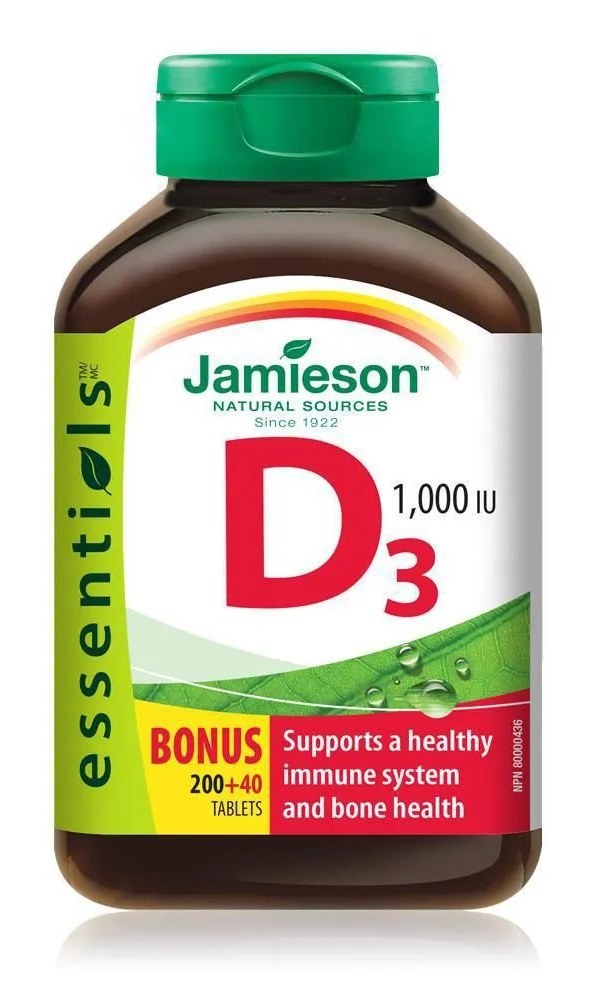 Jamieson™
NATURAL SOURCES
Since 1922
D3
1,000 IU
essentials™/MC
BONUS
200+40
TABLETS
Supports a healthy
immune system
and bone health
NPN 80000436